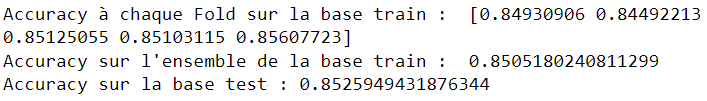 Accuracy à chaque Fold sur la base train :  [0.84930906 0.84492213
0.85125055 0.85103115 0.85607723]
Accuracy sur l'ensemble de la base train :  0.8505180240811299
Accuracy sur la base test : 0.8525949431876344